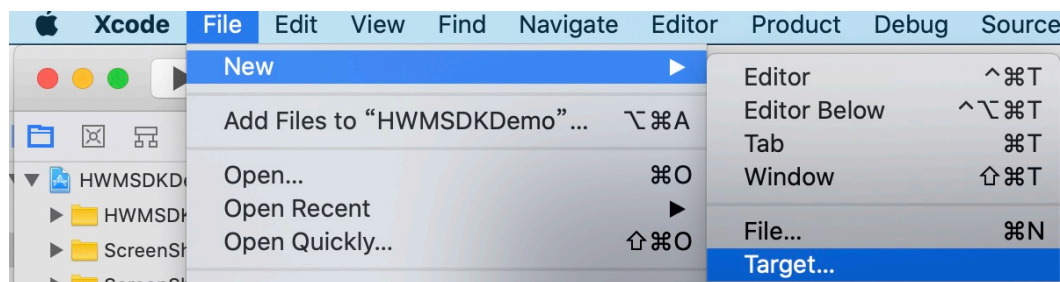 Xcode File Edit View Find Navigate Editor Product Debug Source
New
Add Files to “HWMSDKDemo”... ⌥⌘A
Open... ⌘O
Open Recent
Open Quickly... ⇧⌘O
Editor ^⌘T
Editor Below ^⌥⌘T
Tab ⌘T
Window ⇧⌘T
File... ⌘N
Target...
HWMSDKD
HWMSDK
ScreenSh